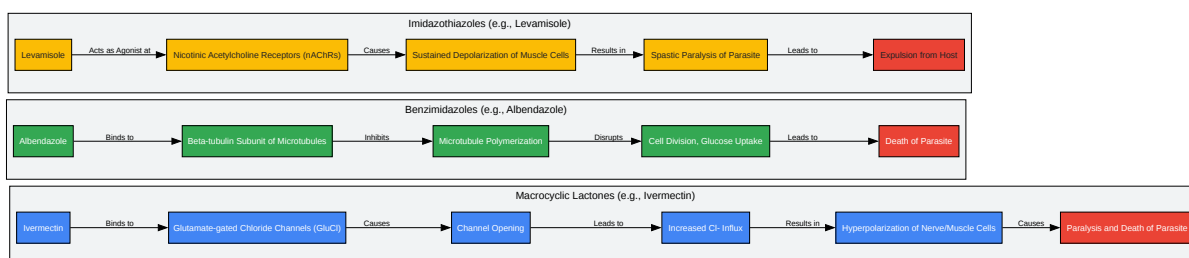 Imidazothiazoles (e.g., Levamisole)
Levamisole
Acts as Agonist at
Nicotinic Acetylcholine Receptors (nAChRs)
Causes
Sustained Depolarization of Muscle Cells
Results in
Spastic Paralysis of Parasite
Leads to
Expulsion from Host
Benzimidazoles (e.g., Albendazole)
Albendazole
Binds to
Beta-tubulin Subunit of Microtubules
Inhibits
Microtubule Polymerization
Disrupts
Cell Division, Glucose Uptake
Leads to
Death of Parasite
Macrocyclic Lactones (e.g., Ivermectin)
Ivermectin
Binds to
Glutamate-gated Chloride Channels (GluCl)
Causes
Channel Opening
Leads to
Increased Cl- Influx
Results in
Hyperpolarization of Nerve/Muscle Cells
Causes
Paralysis and Death of Parasite